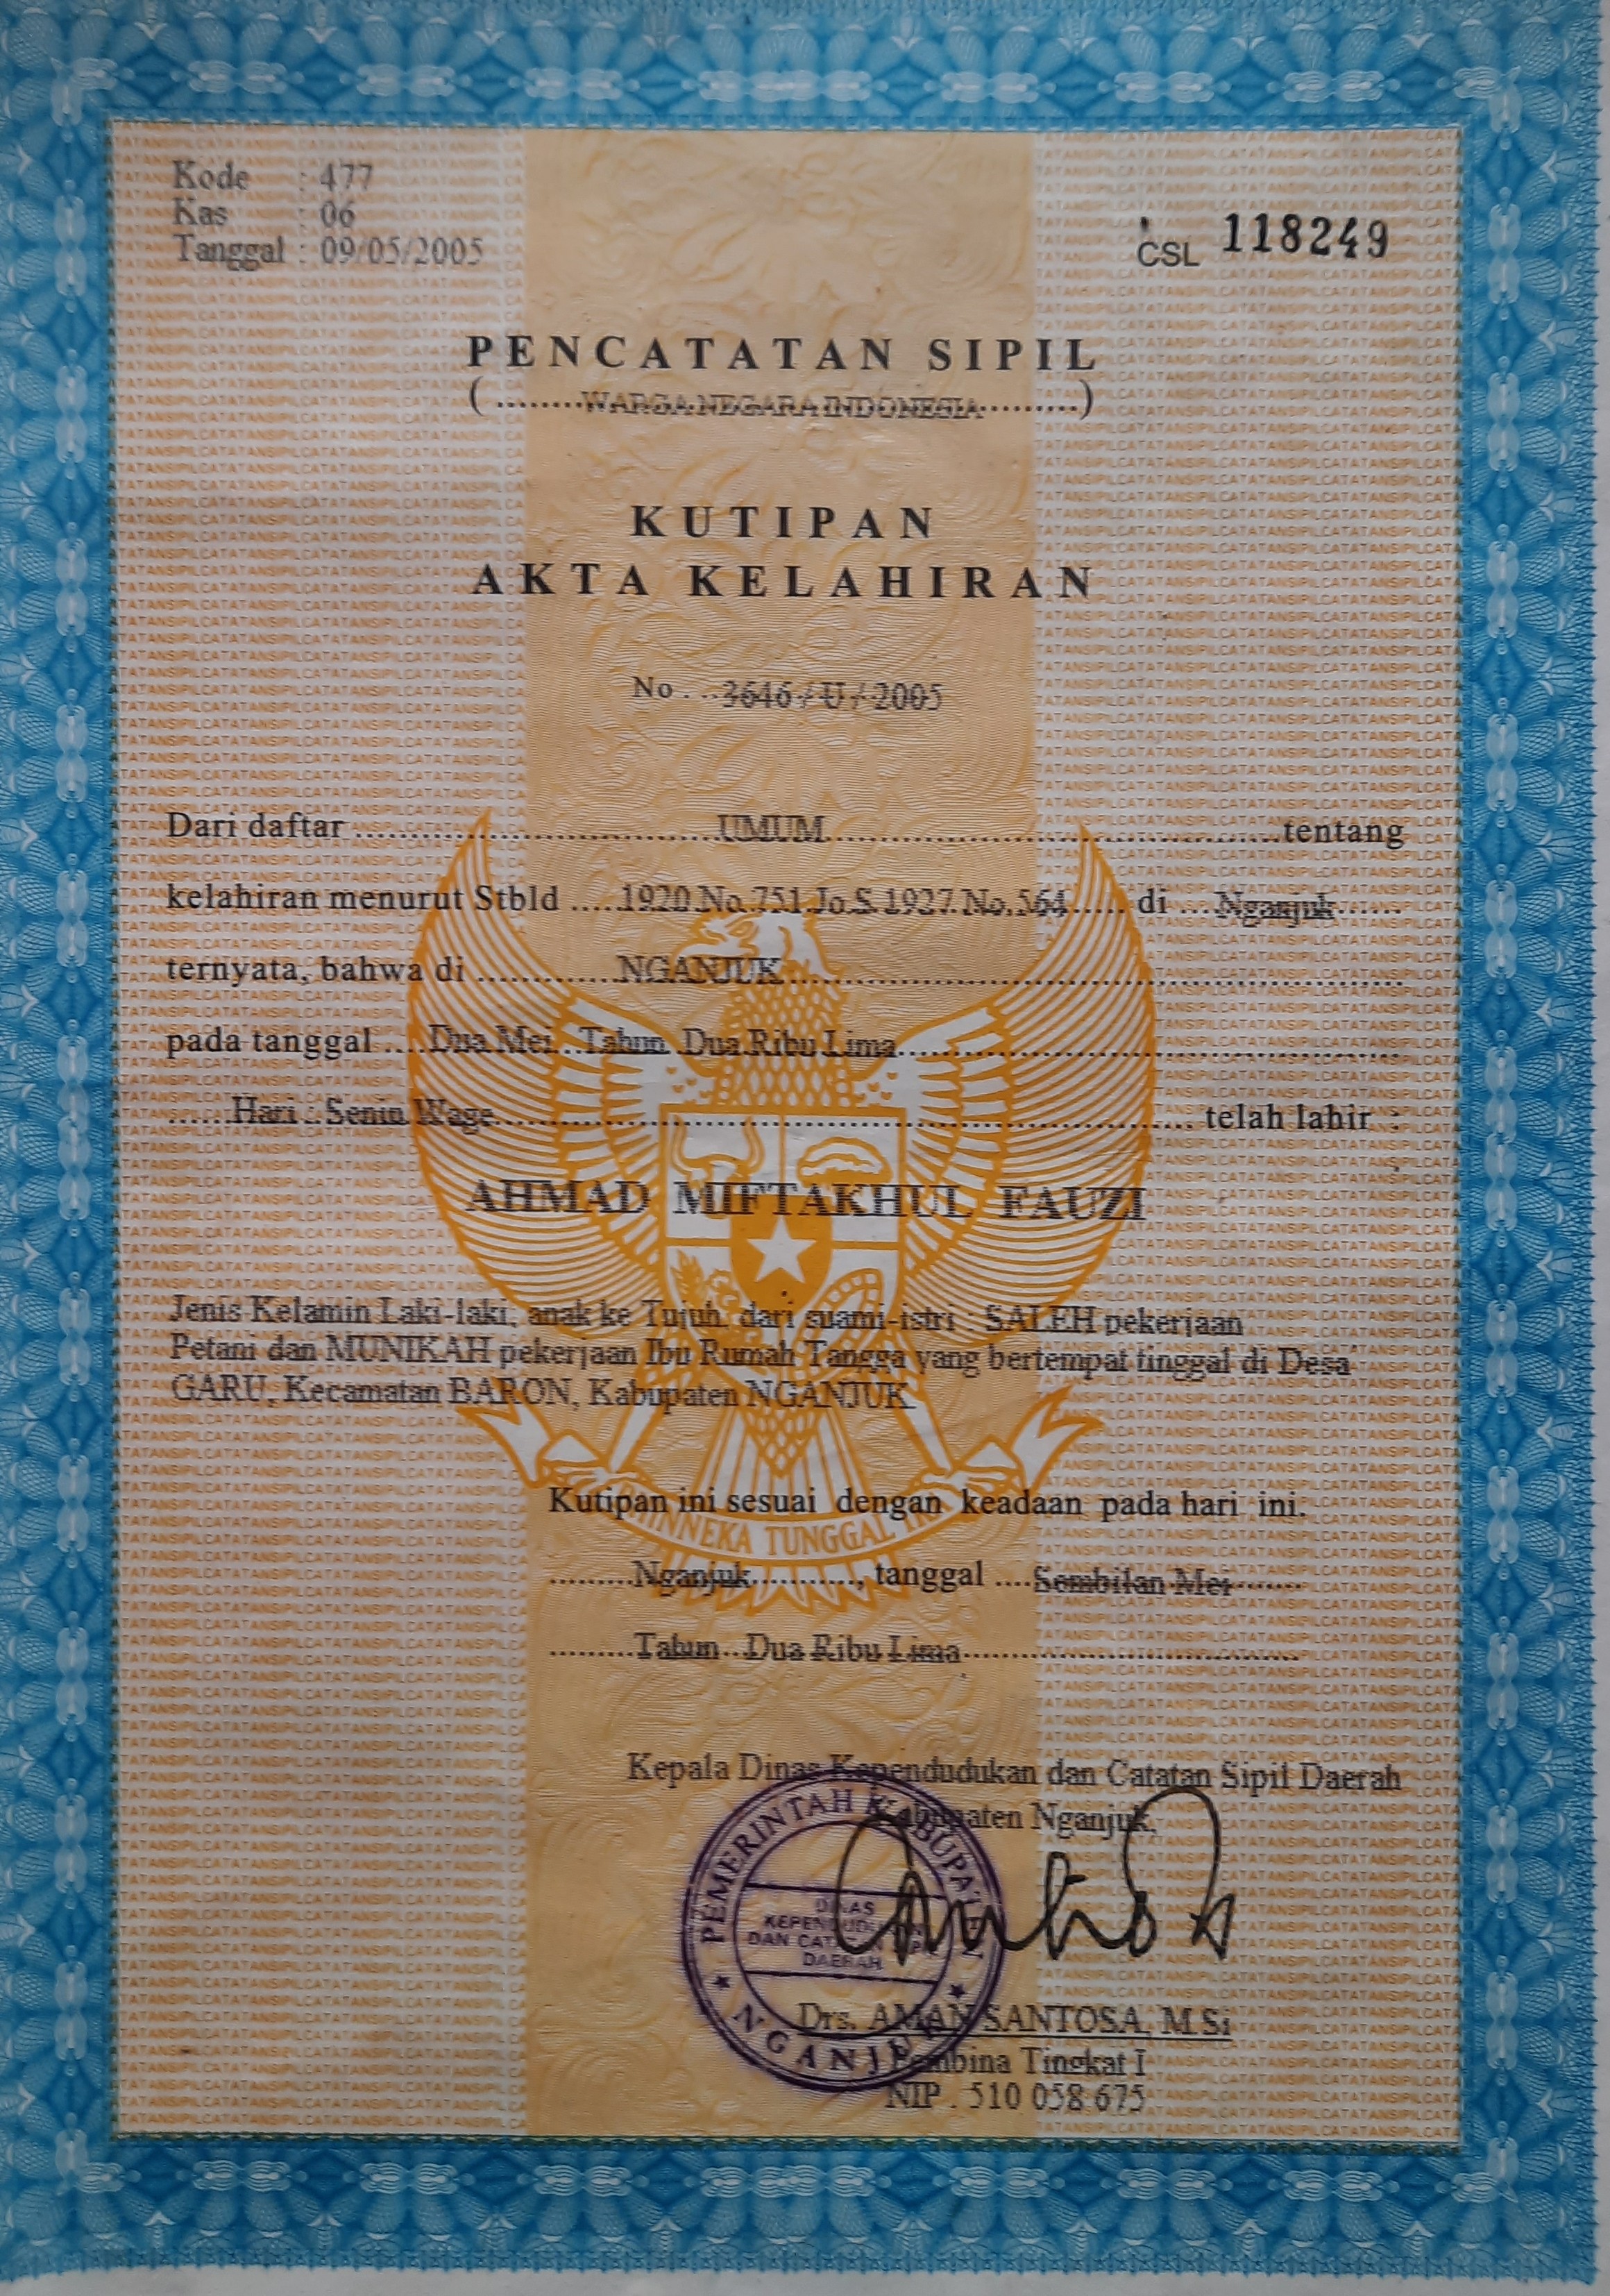 Kode : 477
Kas : 06
Tanggal : 09/05/2005
CSL 118249
PENCATATAN SIPIL
( ........WARGA NEGARA INDONESIA.........)
KUTIPAN
AKTA KELAHIRAN
No . ...3646 / U / 2005
Dari daftar ........ UMUM ........ tentang
kelahiran menurut Stbld ....1920 No.751 Jo.S.1927 No.564...... di ....Nganjuk......
ternyata, bahwa di ........ NGANJUK ........
pada tanggal .....Dua Mei Tahun Dua Ribu Lima........
......Hari : Senin Wage........ telah lahir :
AHMAD MIFTAKHUL FAUZI
Jenis Kelamin Laki-laki, anak ke Tujuh, dari suami-istri : SALEH pekerjaan
Petani dan MUNIKAH pekerjaan Ibu Rumah Tangga yang bertempat tinggal di Desa
GARU, Kecamatan BARON, Kabupaten NGANJUK
Kutipan ini sesuai dengan keadaan pada hari ini.
NNEKA TUNGGAL
.........Nganjuk..........., tanggal ....Sembilan Mei.......
.........Tahun Dua Ribu Lima........
Kepala Dinas Kependudukan dan Catatan Sipil Daerah
Kabupaten Nganjuk,
PEMERINTAH KABUPATEN
DINAS
KEPENDUDUKAN
DAN CATATAN SIPIL
DAERAH
NGANJUK
Drs. AMAN SANTOSA, M.Si
Pembina Tingkat I
NIP . 510 058 675